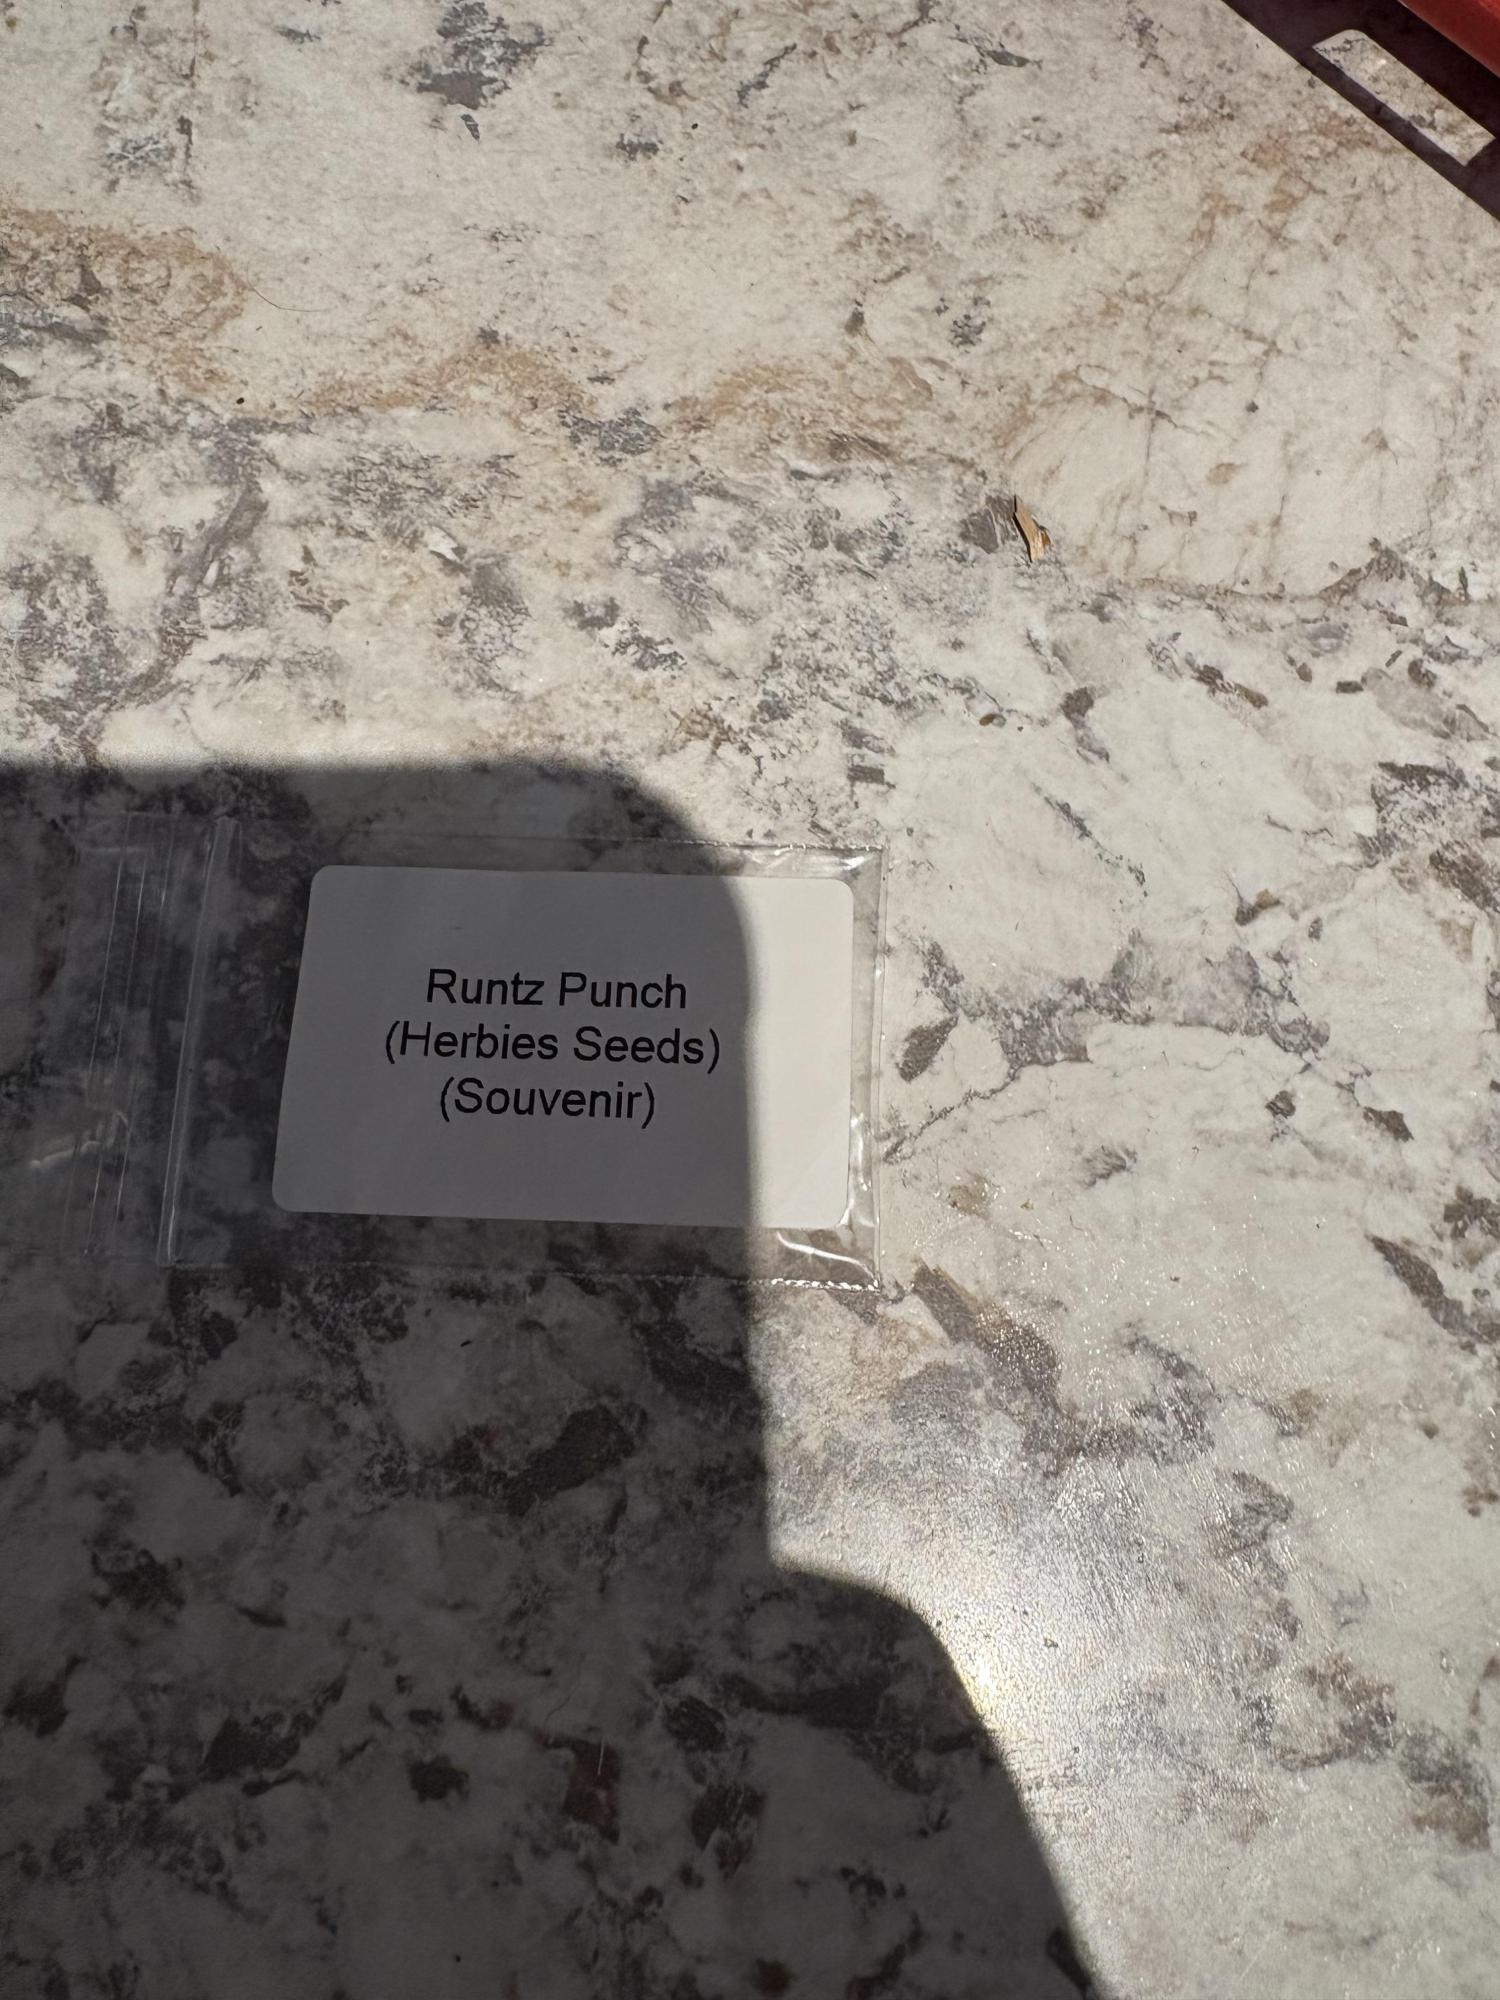 Runtz Punch
(Herbies Seeds)
(Souvenir)